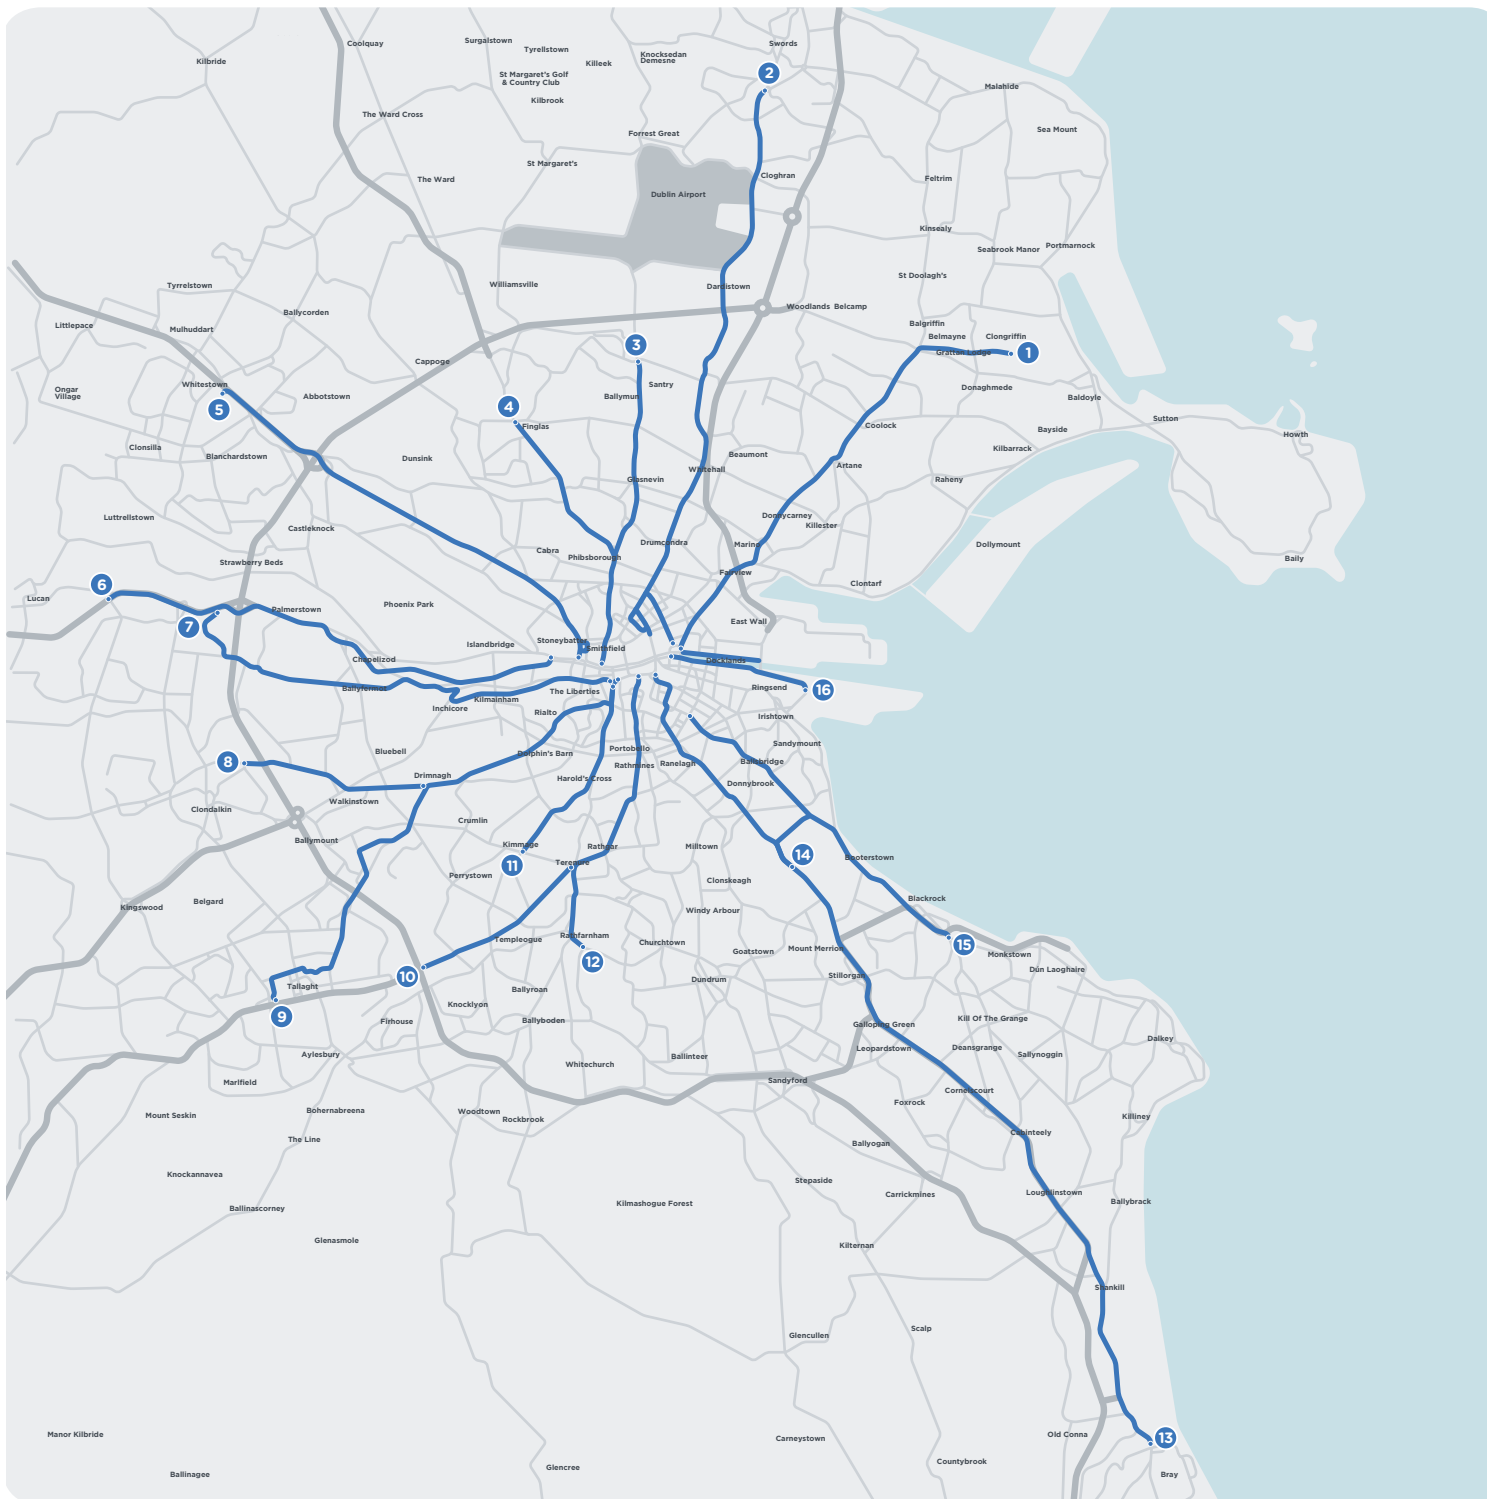 Coolquay
Surgalstown
Tyrellstown
Swords
Kilbride
Killeek
Knocksedan
Demesne
2
St Margaret's Golf
& Country Club
Malahide
Kilbrook
The Ward Cross
Sea Mount
Forrest Great
St Margaret's
Cloghran
The Ward
Feltrim
Dublin Airport
Kinsealy
Seabrook Manor
Portmarnock
St Doolagh's
Tyrrelstown
Williamsville
Dardistown
Woodlands
Belcamp
Ballycorden
Littlepace
Mulhuddart
Balgriffin
Belmayne
Clongriffin
3
Grattan Lodge
1
Cappoge
Whitestown
Santry
Donaghmede
Ongar
Village
Abbotstown
Ballymun
Baldoyle
5
4
Finglas
Coolock
Sutton
Bayside
Howth
Clonsilla
Blanchardstown
Dunsink
Beaumont
Kilbarrack
Whitehall
Artane
Glasnevin
Raheny
Luttrellstown
Castleknock
Donnycarney
Killester
Drumcondra
Marino
Dollymount
Cabra
Phibsborough
Baily
Strawberry Beds
Fairview
6
Clontarf
Lucan
Palmerstown
Phoenix Park
7
East Wall
Islandbridge
Stoneybatter
Smithfield
Chapelizod
Docklands
Ballyfermot
The Liberties
Ringsend
16
Kilmainham
Inchicore
Rialto
Irishtown
Bluebell
Dolphin's Barn
Portobello
Sandymount
8
Rathmines
Ranelagh
Ballsbridge
Drimnagh
Harold's Cross
Donnybrook
Walkinstown
Clondalkin
Crumlin
Ballymount
Kimmage
Rathgar
Milltown
14
11
Terenure
Booterstown
Perrystown
Clonskeagh
Belgard
Blackrock
Kingswood
Windy Arbour
Templeogue
Rathfarnham
Churchtown
Goatstown
Mount Merrion
15
Monkstown
12
10
Dundrum
Stillorgan
Dún Laoghaire
Tallaght
Ballyroan
9
Knocklyon
Firhouse
Ballyboden
Galloping Green
Kill Of The Grange
Dalkey
Aylesbury
Leopardstown
Deansgrange
Sallynoggin
Whitechurch
Ballinteer
Marlfield
Sandyford
Cornelscourt
Foxrock
Mount Seskin
Bohernabreena
Woodtown
Rockbrook
Killiney
The Line
Cabinteely
Ballyogan
Knockannavea
Stepaside
Carrickmines
Loughlinstown
Ballybrack
Ballinascorney
Kilmashogue Forest
Glenasmole
Kilternan
Shankill
Glencullen
Scalp
Manor Kilbride
Carneystown
Old Conna
13
Countybrook
Glencree
Ballinagee
Bray